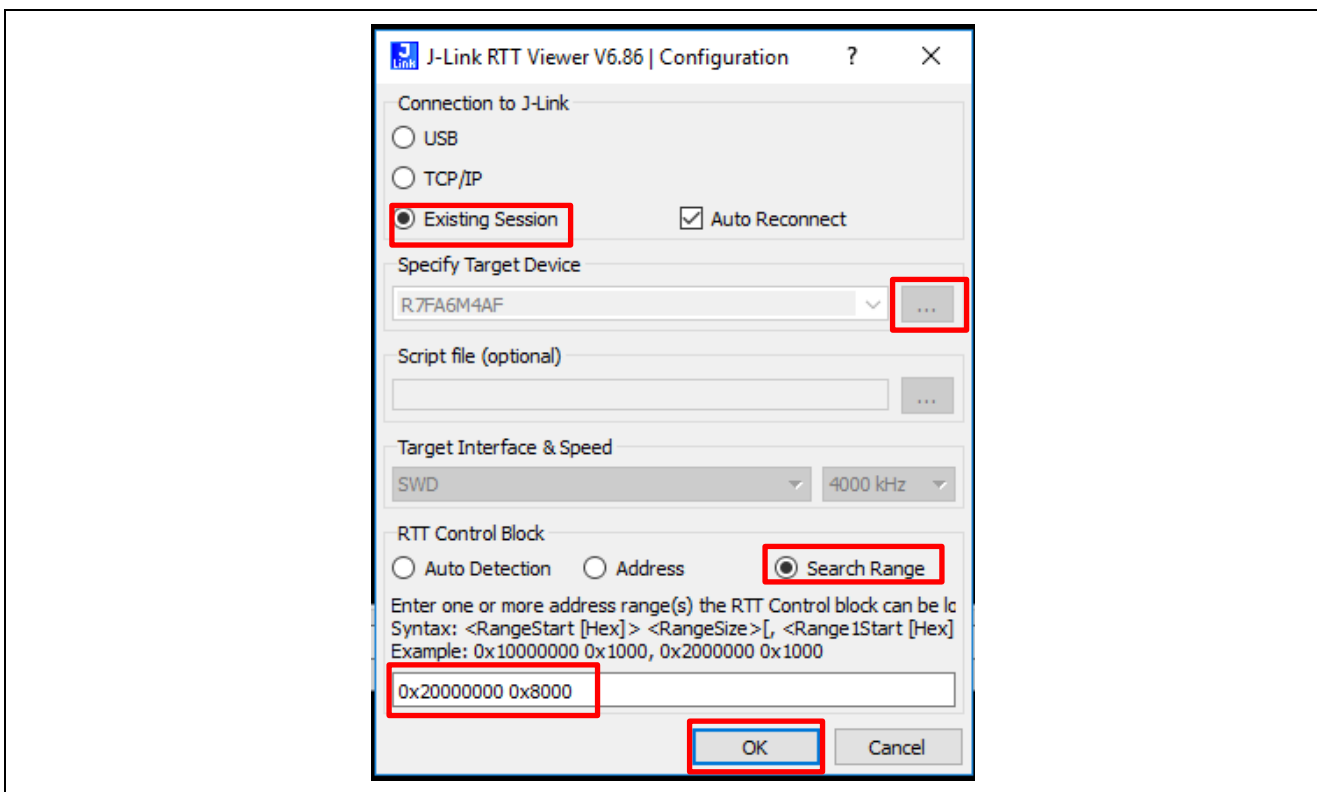 J-Link RTT Viewer V6.86 | Configuration ? ×
Connection to J-Link
USB
TCP/IP
Existing Session Auto Reconnect
Specify Target Device
R7FA6M4AF ...
Script file (optional)
...
Target Interface & Speed
SWD 4000 kHz
RTT Control Block
Auto Detection Address Search Range
Enter one or more address range(s) the RTT Control block can be lo
Syntax: <RangeStart [Hex]> <RangeSize>[, <Range1Start [Hex]
Example: 0x10000000 0x1000, 0x2000000 0x1000
0x20000000 0x8000
OK Cancel